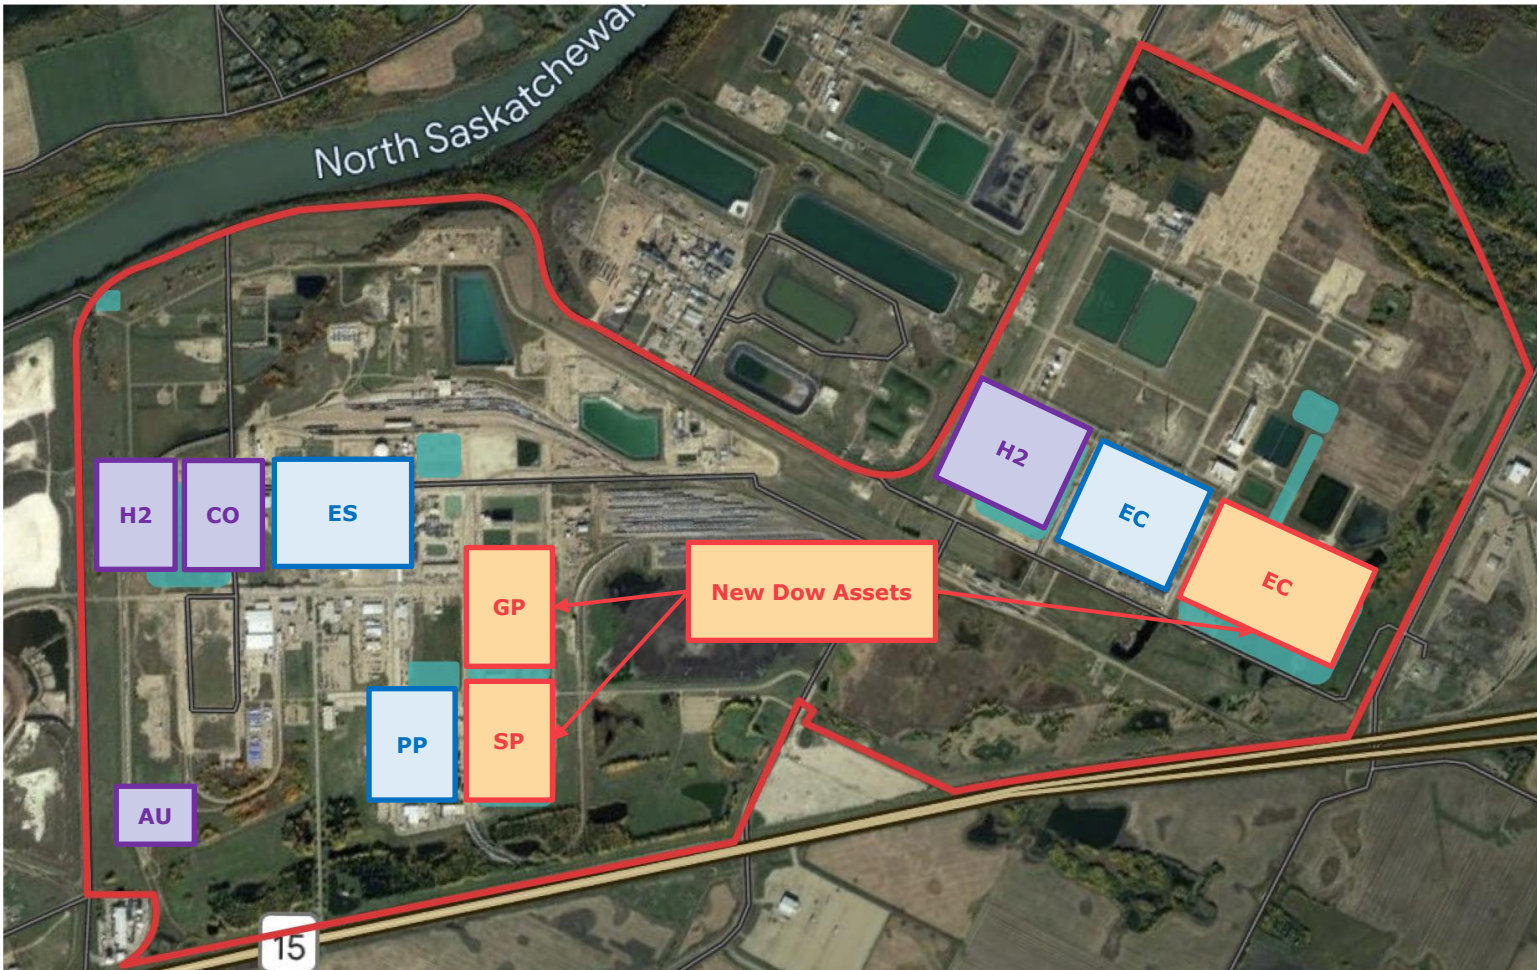 North Saskatchewan
H2
CO
ES
H2
EC
EC
GP
New Dow Assets
PP
SP
AU
15